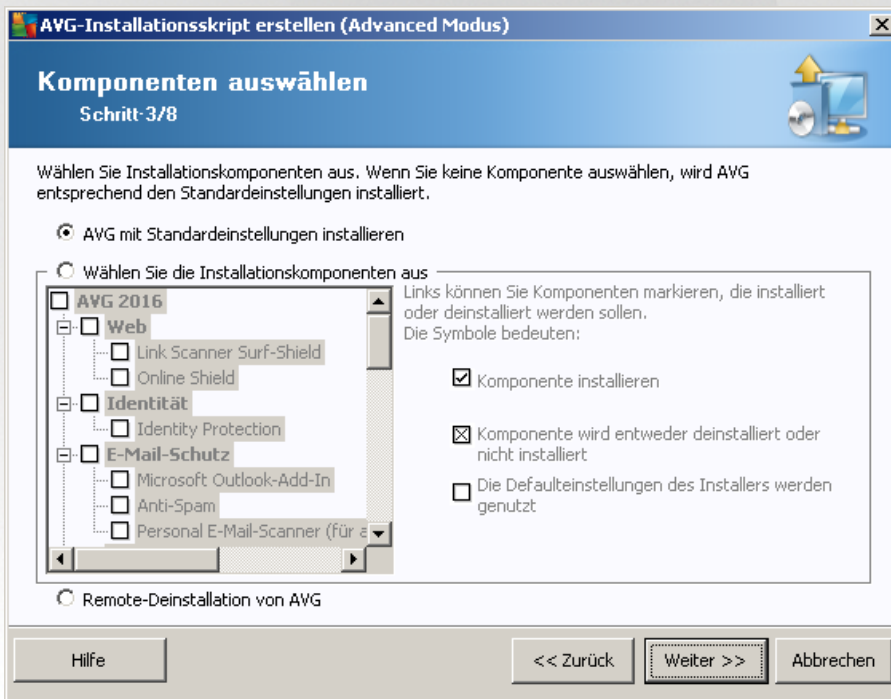 AVG-Installationsskript erstellen (Advanced Modus)
Komponenten auswählen
Schritt-3/8
Wählen Sie Installationskomponenten aus. Wenn Sie keine Komponente auswählen, wird AVG
entsprechend den Standardeinstellungen installiert.
AVG mit Standardeinstellungen installieren
Wählen Sie die Installationskomponenten aus
AVG 2016
Web
Link Scanner Surf-Shield
Online Shield
Identität
Identity Protection
E-Mail-Schutz
Microsoft Outlook-Add-In
Anti-Spam
Personal E-Mail-Scanner (für a
Links können Sie Komponenten markieren, die installiert
oder deinstalliert werden sollen.
Die Symbole bedeuten:
Komponente installieren
Komponente wird entweder deinstalliert oder
nicht installiert
Die Defaulteinstellungen des Installers werden
genutzt
Remote-Deinstallation von AVG
Hilfe
<< Zurück
Weiter >>
Abbrechen